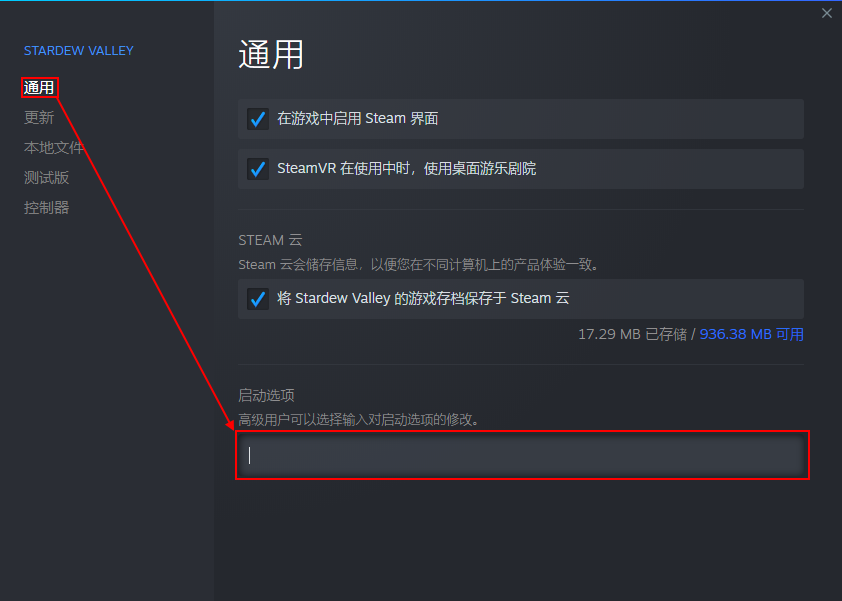 STARDEW VALLEY
通用
更新
本地文件
测试版
控制器
通用
在游戏中启用 Steam 界面
SteamVR 在使用中时，使用桌面游乐剧院
STEAM 云
Steam 云会储存信息，以便您在不同计算机上的产品体验一致。
将 Stardew Valley 的游戏存档保存于 Steam 云
17.29 MB 已存储 / 936.38 MB 可用
启动选项
高级用户可以选择输入对启动选项的修改。